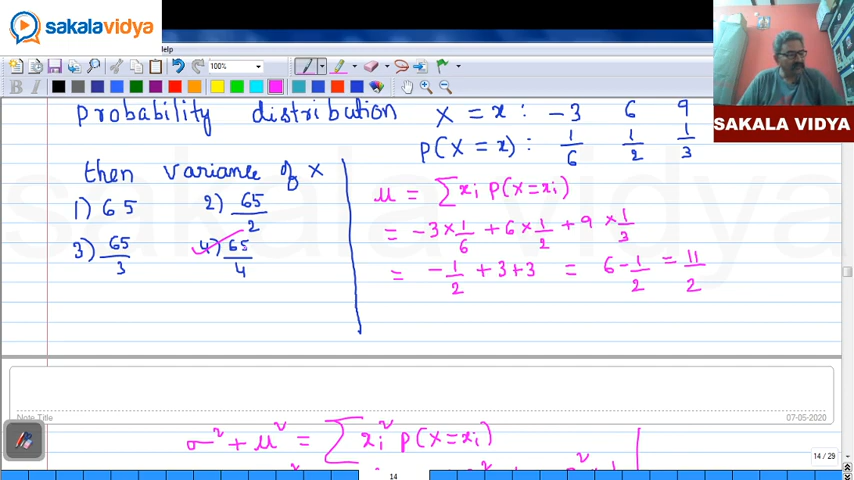 sakalavidya
Help
100%
B I
SAKALA VIDYA
probability distribution X = x : -3 6 9
P(X = x) : 1/6 1/2 1/3
then variance of X
1) 65 2) 65/2
3) 65/3 4) 65/4
μ = ∑ xi P(X=xi)
= -3 × 1/6 + 6 × 1/2 + 9 × 1/3
= -1/2 + 3 + 3 = 6 - 1/2 = 11/2
Note Title
07-05-2020
σ² + μ² = ∑ xi² P(X=xi)
14 / 29
14